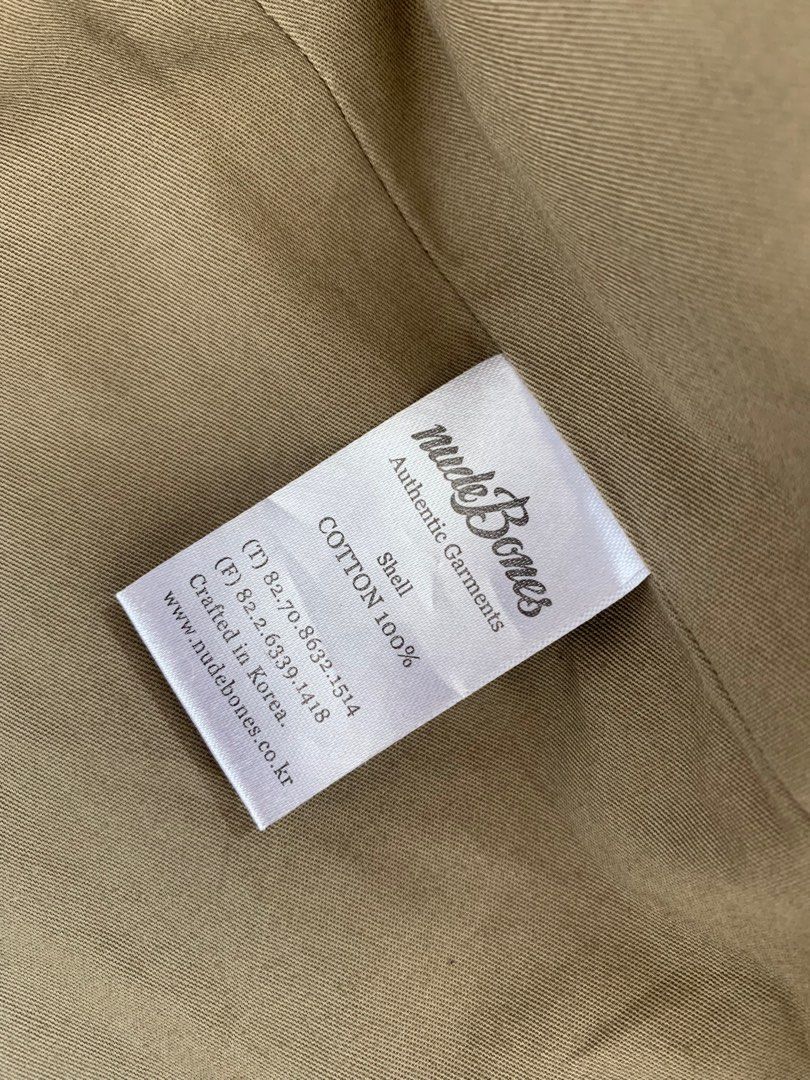 nudeBones
Authentic Garments
Shell
COTTON 100%
(T) 82.70.8632.1514
(F) 82.2.6339.1418
Crafted in Korea.
www.nudebones.co.kr